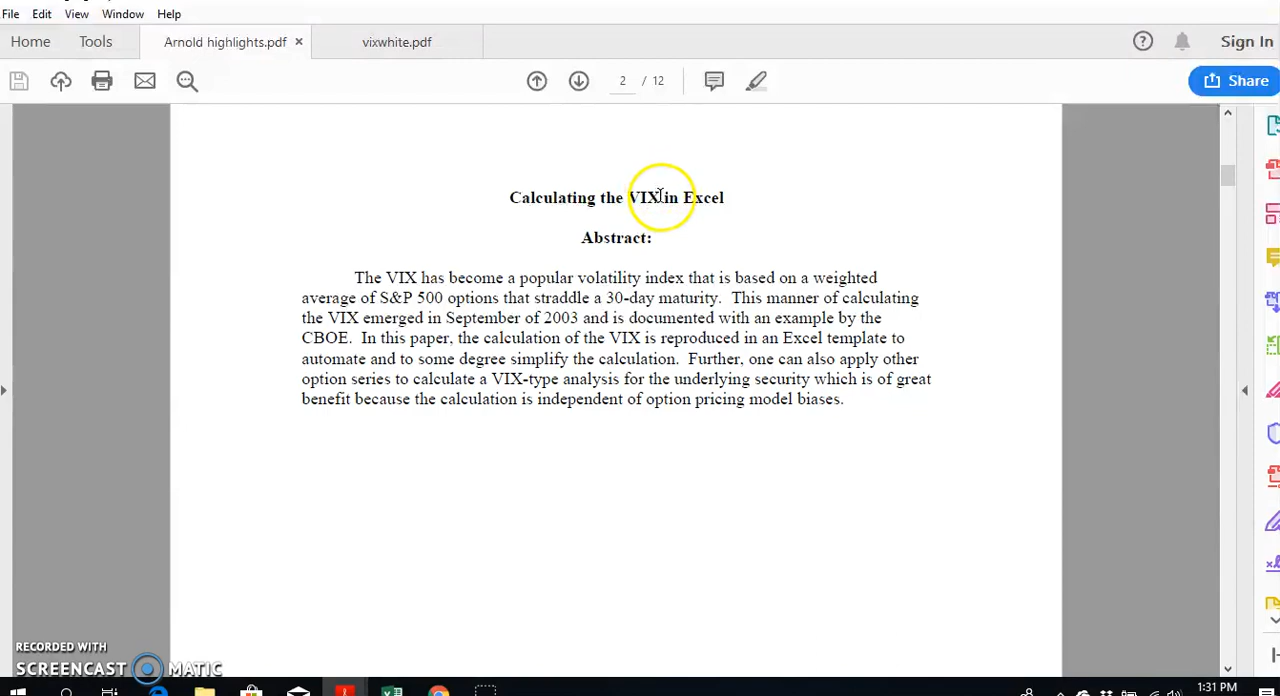 File Edit View Window Help
Home Tools Arnold highlights.pdf × vixwhite.pdf Sign In
2 / 12 Share
Calculating the VIX in Excel
Abstract:
The VIX has become a popular volatility index that is based on a weighted
average of S&P 500 options that straddle a 30-day maturity. This manner of calculating
the VIX emerged in September of 2003 and is documented with an example by the
CBOE. In this paper, the calculation of the VIX is reproduced in an Excel template to
automate and to some degree simplify the calculation. Further, one can also apply other
option series to calculate a VIX-type analysis for the underlying security which is of great
benefit because the calculation is independent of option pricing model biases.
RECORDED WITH
SCREENCAST MATIC
1:31 PM